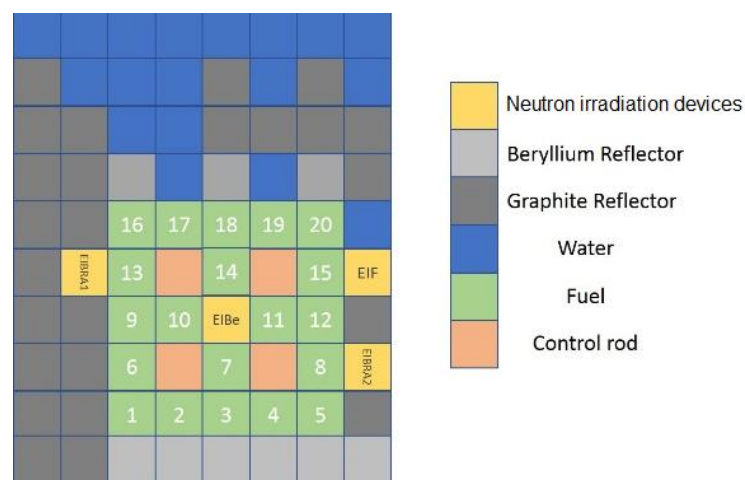 Neutron irradiation devices
Beryllium Reflector
Graphite Reflector
Water
Fuel
Control rod
16 17 18 19 20
EIBRA1 13 14 15 EIF
9 10 EIBe 11 12
6 7 8 EIBRA2
1 2 3 4 5